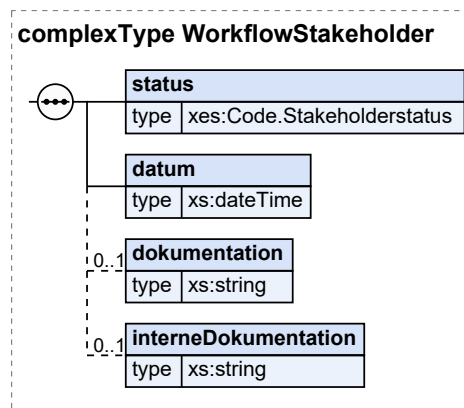 complexType WorkflowStakeholder
status
type xes:Code.Stakeholderstatus
datum
type xs:dateTime
0..1 dokumentation
type xs:string
0..1 interneDokumentation
type xs:string